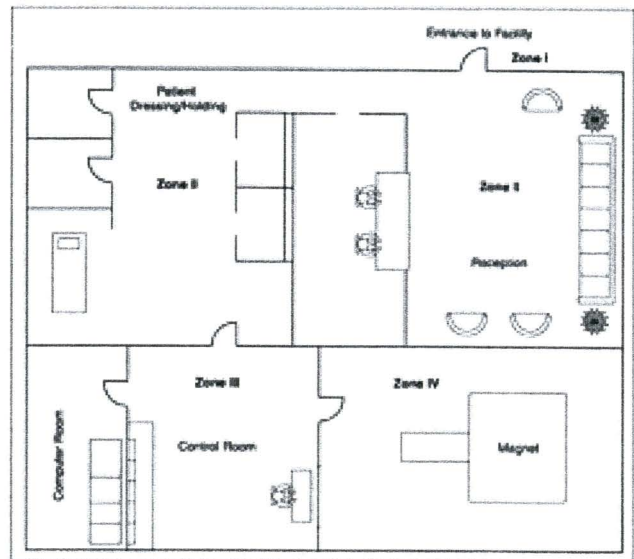 Entrance to Facility
Zone I
Patient
Dressing/Holding
Zone II
Zone II
Reception
Zone III
Zone IV
Control Room
Magnet
Computer Room